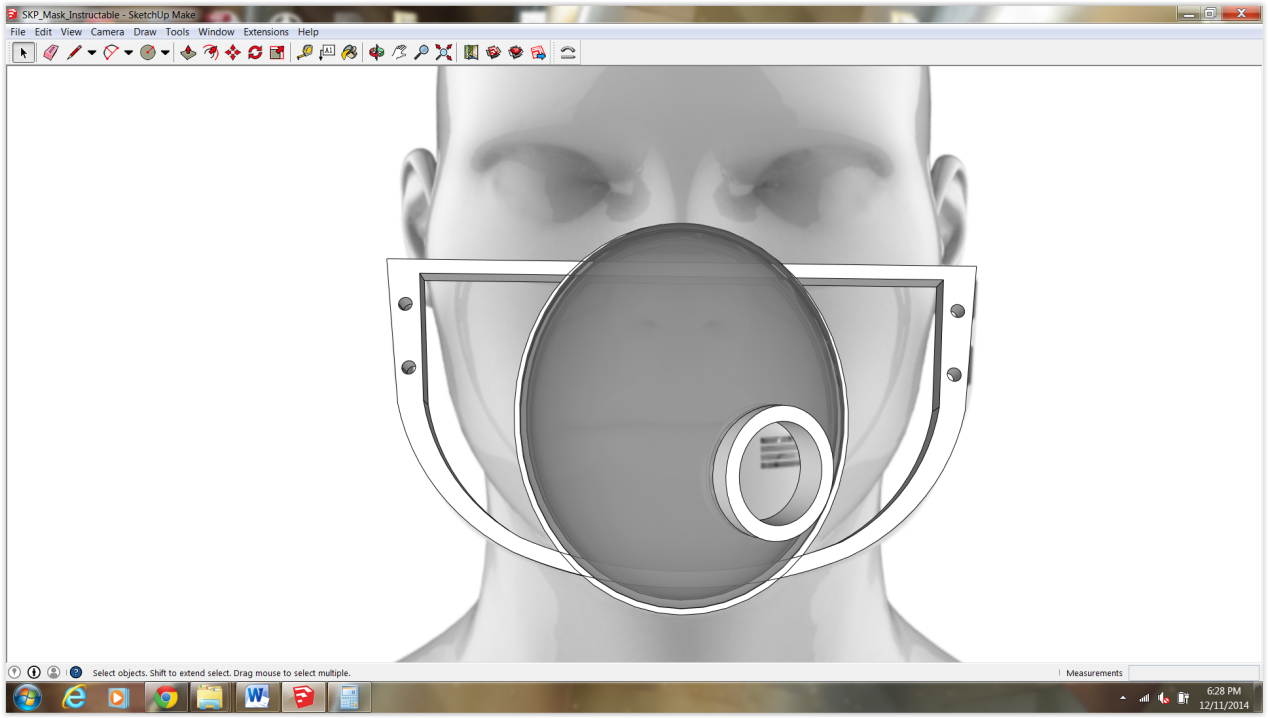 SKP_Mask_Instructable - SketchUp Make
File Edit View Camera Draw Tools Window Extensions Help
A1
Select objects. Shift to extend select. Drag mouse to select multiple.
Measurements
6:28 PM
12/11/2014